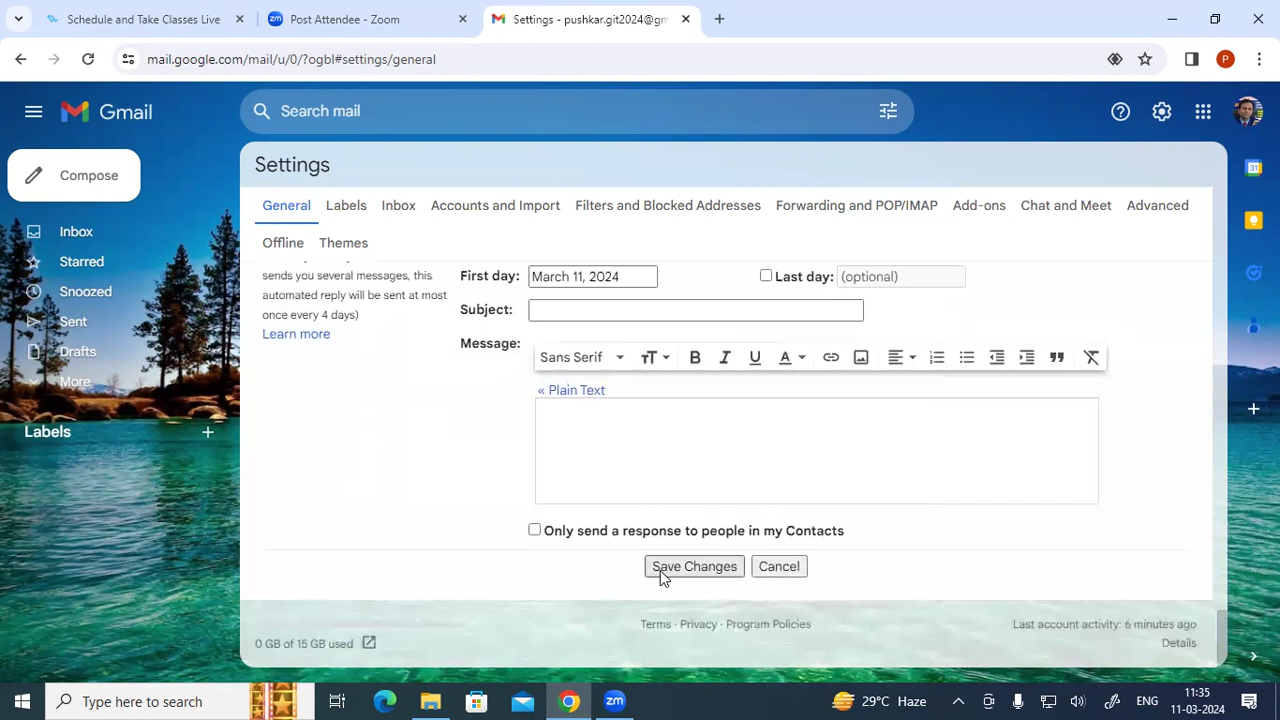 Schedule and Take Classes Live
Post Attendee - Zoom
Settings - pushkar.git2024@gm
mail.google.com/mail/u/0/?ogbl#settings/general
P
Gmail
Search mail
Compose
Settings
General Labels Inbox Accounts and Import Filters and Blocked Addresses Forwarding and POP/IMAP Add-ons Chat and Meet Advanced
Offline Themes
Inbox
Starred
Snoozed
Sent
Drafts
More
Labels
sends you several messages, this
automated reply will be sent at most
once every 4 days)
Learn more
First day: March 11, 2024 Last day: (optional)
Subject:
Message:
Sans Serif
« Plain Text
Only send a response to people in my Contacts
Save Changes Cancel
Terms · Privacy · Program Policies
Last account activity: 6 minutes ago
0 GB of 15 GB used
Details
31
Type here to search
zm
29°C Haze
ENG
11:35
11-03-2024